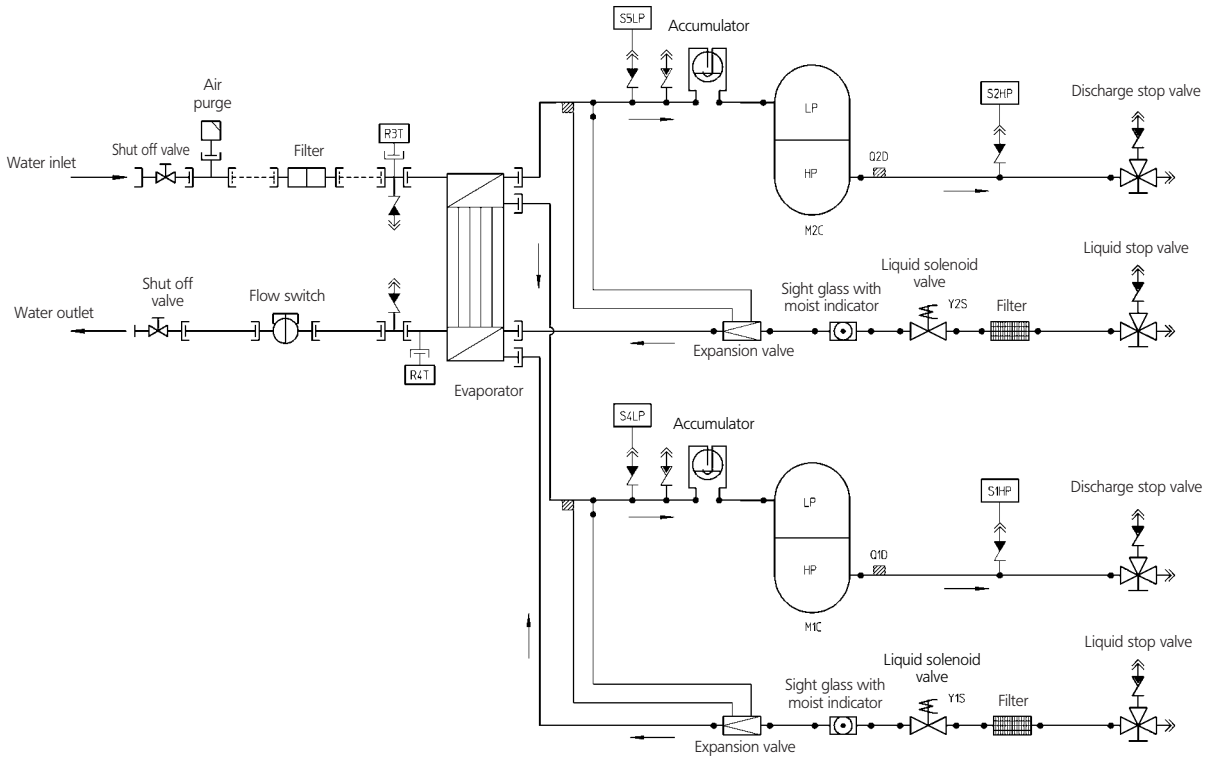 S5LP
Accumulator
Air
purge
S2HP
Discharge stop valve
LP
R3T
Shut off valve
Filter
Water inlet
Q2D
HP
M2C
Liquid stop valve
Shut off
valve
Flow switch
Sight glass with
moist indicator
Liquid solenoid
valve
Y2S
Filter
Water outlet
Expansion valve
R4T
Evaporator
S4LP
Accumulator
S1HP
Discharge stop valve
LP
Q1D
HP
M1C
Liquid stop valve
Liquid solenoid
valve
Sight glass with
moist indicator
Y1S
Filter
Expansion valve